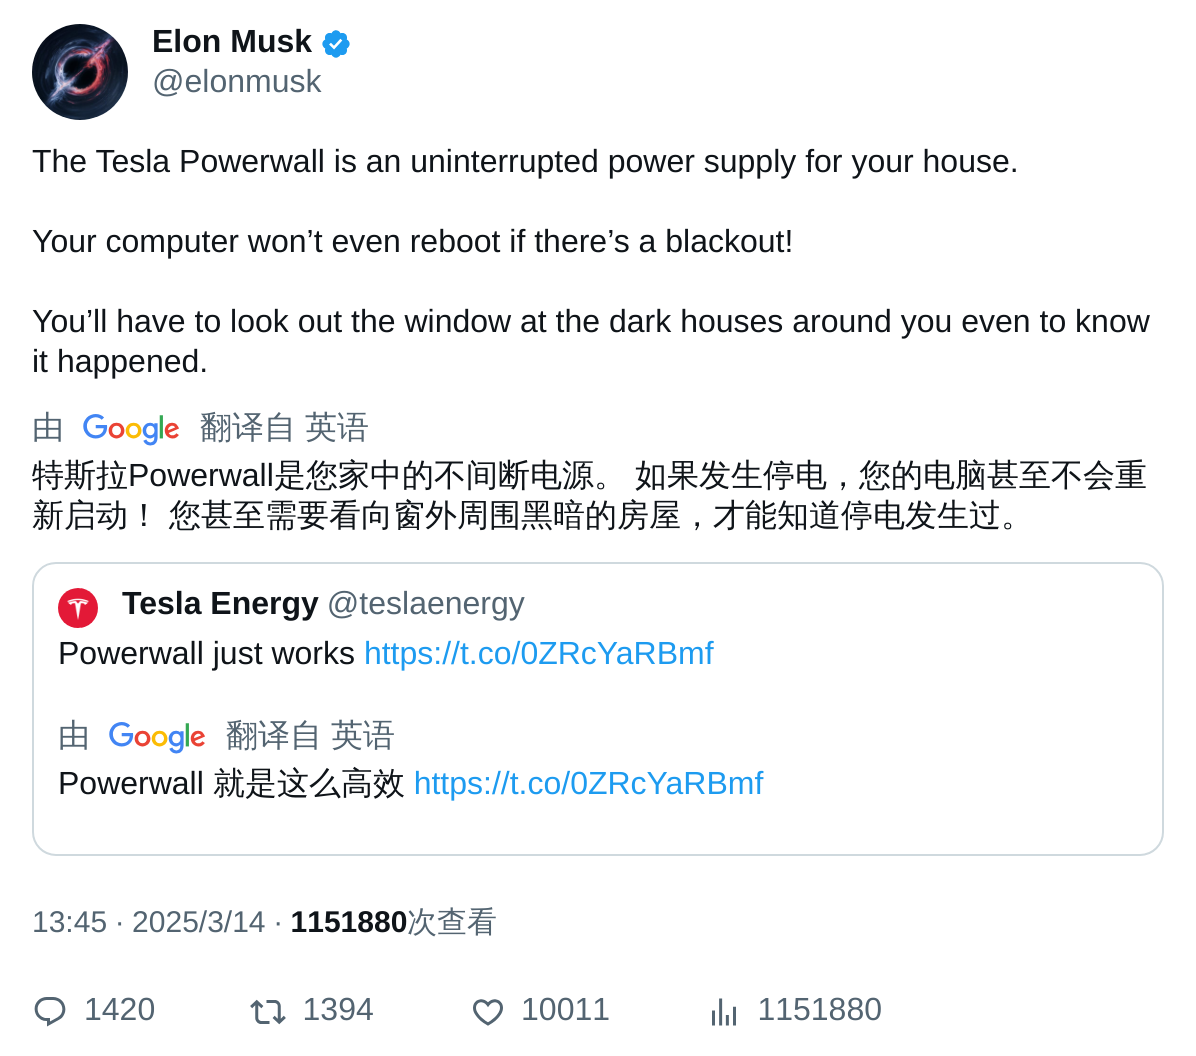 Elon Musk
@elonmusk
The Tesla Powerwall is an uninterrupted power supply for your house.
Your computer won’t even reboot if there’s a blackout!
You’ll have to look out the window at the dark houses around you even to know
it happened.
由 Google 翻译自 英语
特斯拉Powerwall是您家中的不间断电源。 如果发生停电，您的电脑甚至不会重
新启动！ 您甚至需要看向窗外周围黑暗的房屋，才能知道停电发生过。
Tesla Energy @teslaenergy
Powerwall just works https://t.co/0ZRcYaRBmf
由 Google 翻译自 英语
Powerwall 就是这么高效 https://t.co/0ZRcYaRBmf
13:45 · 2025/3/14 · 1151880次查看
1420 1394 10011 1151880